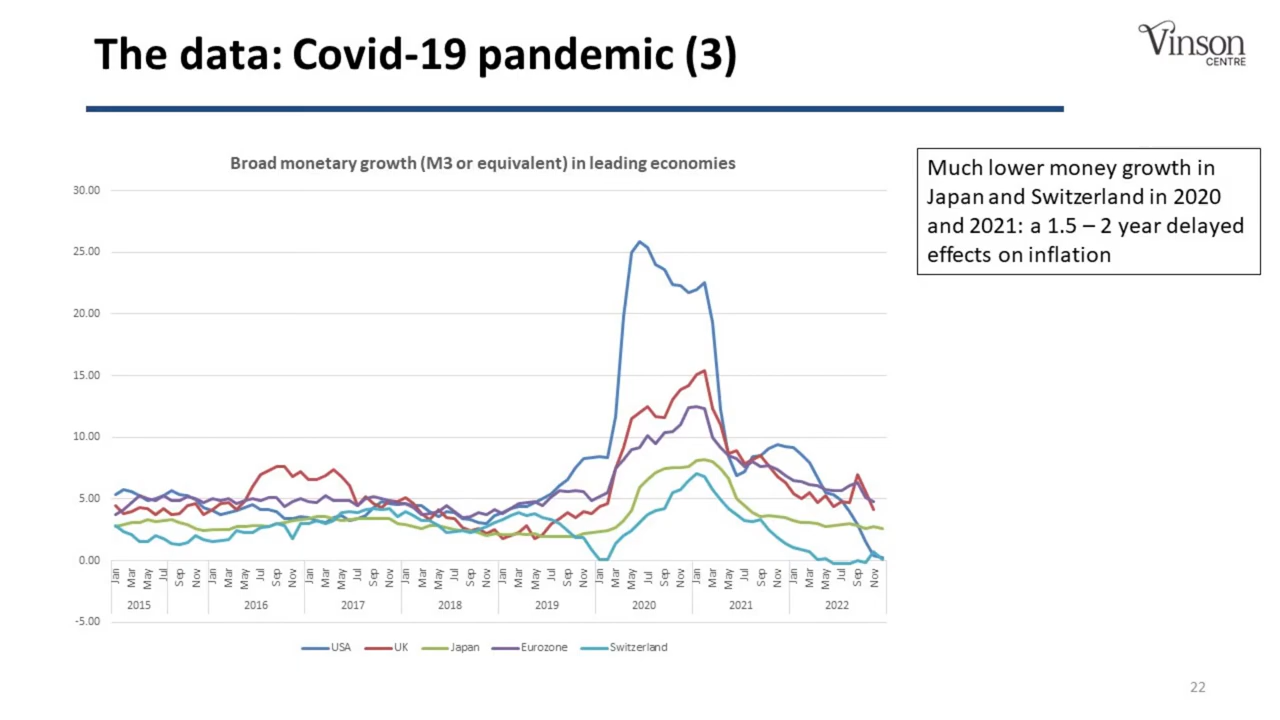 The data: Covid-19 pandemic (3)
Vinson
CENTRE
Broad monetary growth (M3 or equivalent) in leading economies
Much lower money growth in
Japan and Switzerland in 2020
and 2021: a 1.5 – 2 year delayed
effects on inflation
30.00
25.00
20.00
15.00
10.00
5.00
0.00
-5.00
Jan Mar May Jul Sep Nov Jan Mar May Jul Sep Nov Jan Mar May Jul Sep Nov Jan Mar May Jul Sep Nov Jan Mar May Jul Sep Nov Jan Mar May Jul Sep Nov Jan Mar May Jul Sep Nov Jan Mar May Jul Sep Nov
2015 2016 2017 2018 2019 2020 2021 2022
USA UK Japan Eurozone Switzerland
22